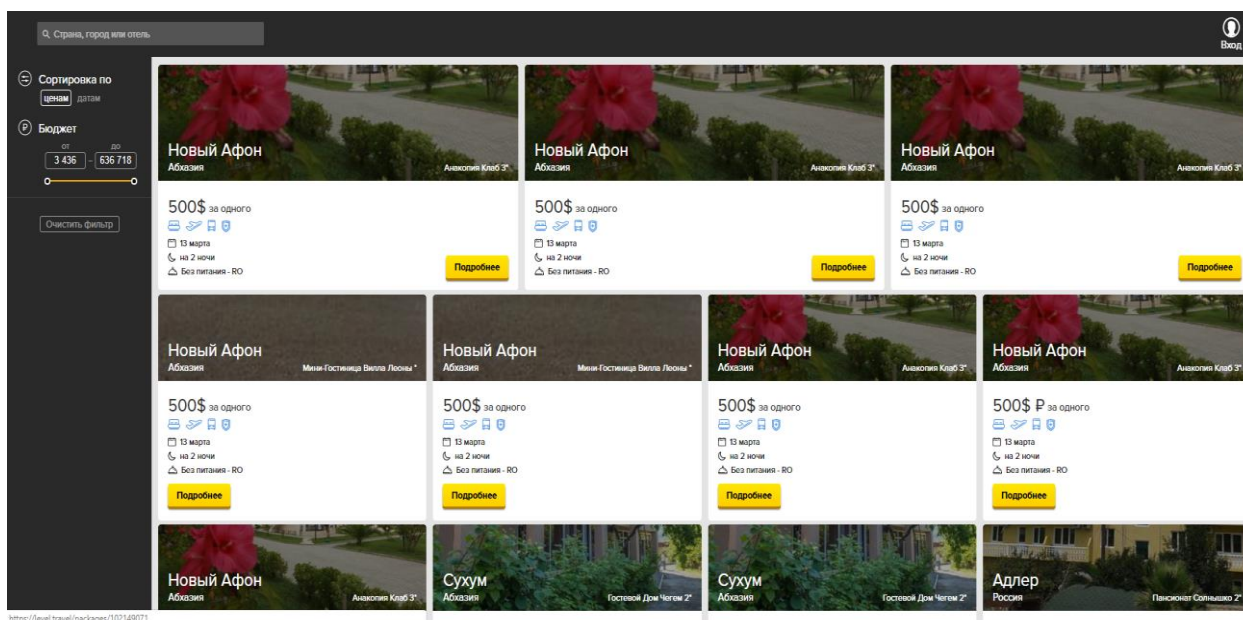 Страна, город или отель
Вход
Сортировка по
ценам датам
Бюджет
от до
3 436 - 636 718
Очистить фильтр
Новый Афон
Абхазия Анакопия Клаб 3*
500$ за одного
13 марта
на 2 ночи
Без питания - RO
Подробнее
Новый Афон
Абхазия Анакопия Клаб 3*
500$ за одного
13 марта
на 2 ночи
Без питания - RO
Подробнее
Новый Афон
Абхазия Анакопия Клаб 3*
500$ за одного
13 марта
на 2 ночи
Без питания - RO
Подробнее
Новый Афон
Абхазия Мини-Гостиница Вилла Леоны *
500$ за одного
13 марта
на 2 ночи
Без питания - RO
Подробнее
Новый Афон
Абхазия Мини-Гостиница Вилла Леоны *
500$ за одного
13 марта
на 2 ночи
Без питания - RO
Подробнее
Новый Афон
Абхазия Анакопия Клаб 3*
500$ за одного
13 марта
на 2 ночи
Без питания - RO
Подробнее
Новый Афон
Абхазия Анакопия Клаб 3*
500$ ₽ за одного
13 марта
на 2 ночи
Без питания - RO
Подробнее
Новый Афон
Абхазия Анакопия Клаб 3*
Сухум
Абхазия Гостевой Дом Чегем 2*
Сухум
Абхазия Гостевой Дом Чегем 2*
Адлер
Россия Пансионат Солнышко 2*
https://level.travel/packages/102149071